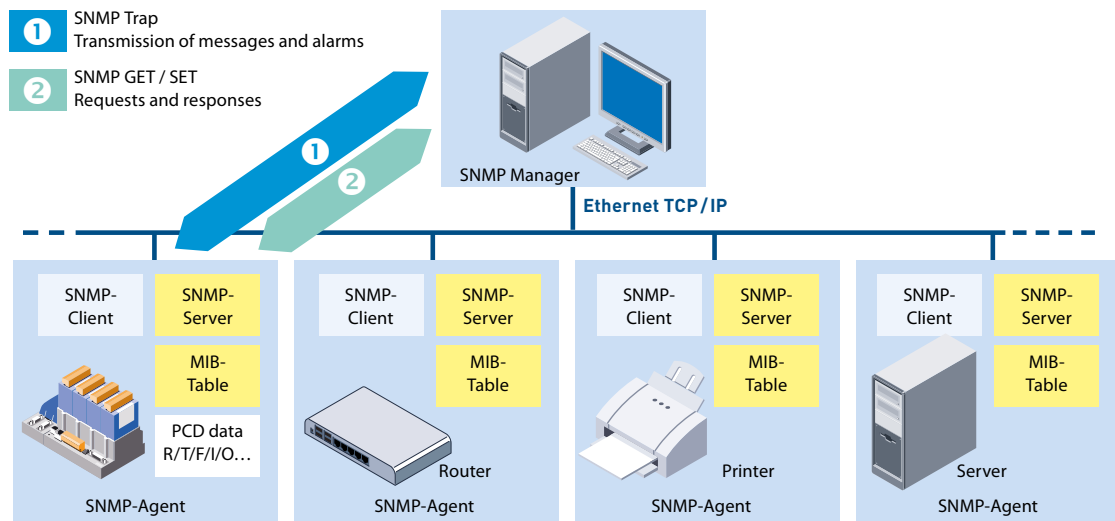 1
SNMP Trap
Transmission of messages and alarms
2
SNMP GET / SET
Requests and responses
1
2
SNMP Manager
Ethernet TCP/IP
SNMP-
Client
SNMP-
Server
MIB-
Table
PCD data
R/T/F/I/O...
SNMP-Agent
SNMP-
Client
SNMP-
Server
MIB-
Table
Router
SNMP-Agent
SNMP-
Client
SNMP-
Server
MIB-
Table
Printer
SNMP-Agent
SNMP-
Client
SNMP-
Server
MIB-
Table
Server
SNMP-Agent